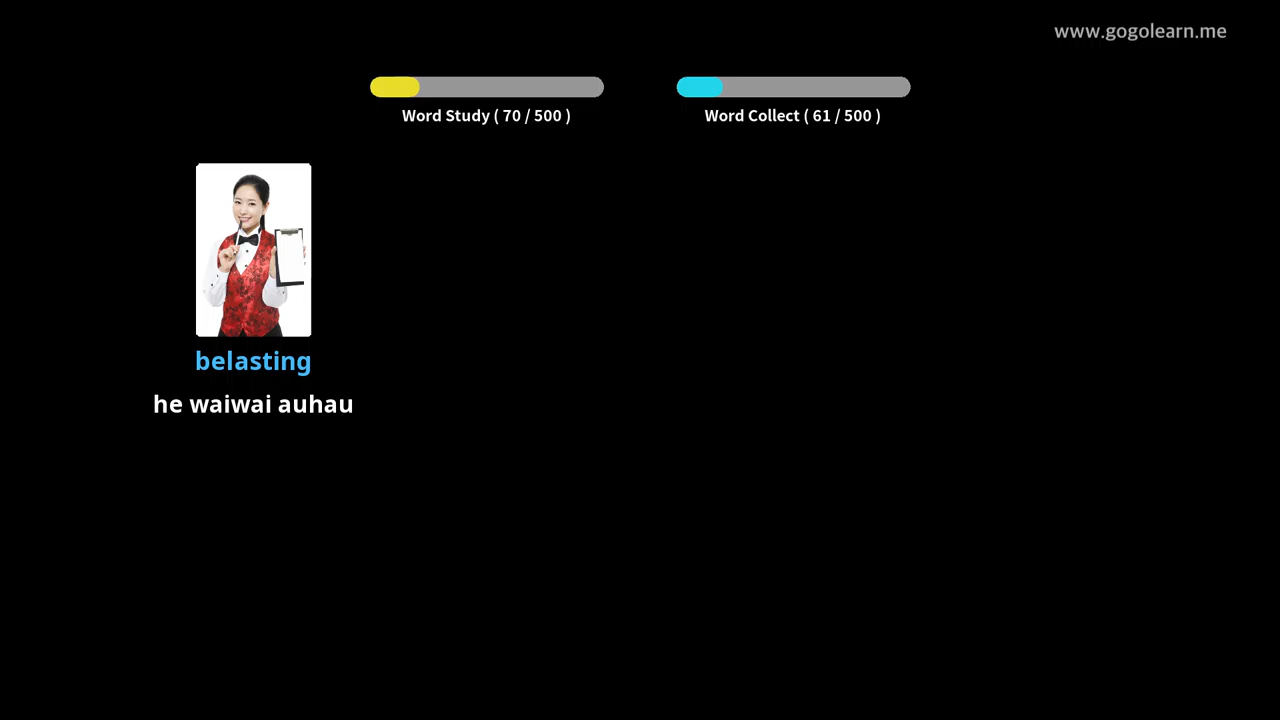 www.gogolearn.me
Word Study ( 70 / 500 )
Word Collect ( 61 / 500 )
belasting
he waiwai auhau